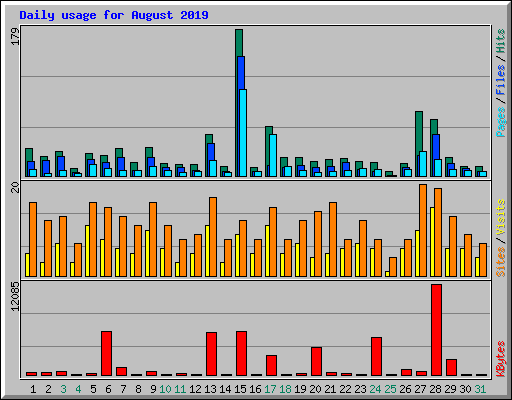 Daily usage for August 2019
179
Pages / Files / Hits
20
Sites / Visits
12085
KBytes
1 2 3 4 5 6 7 8 9 10 11 12 13 14 15 16 17 18 19 20 21 22 23 24 25 26 27 28 29 30 31